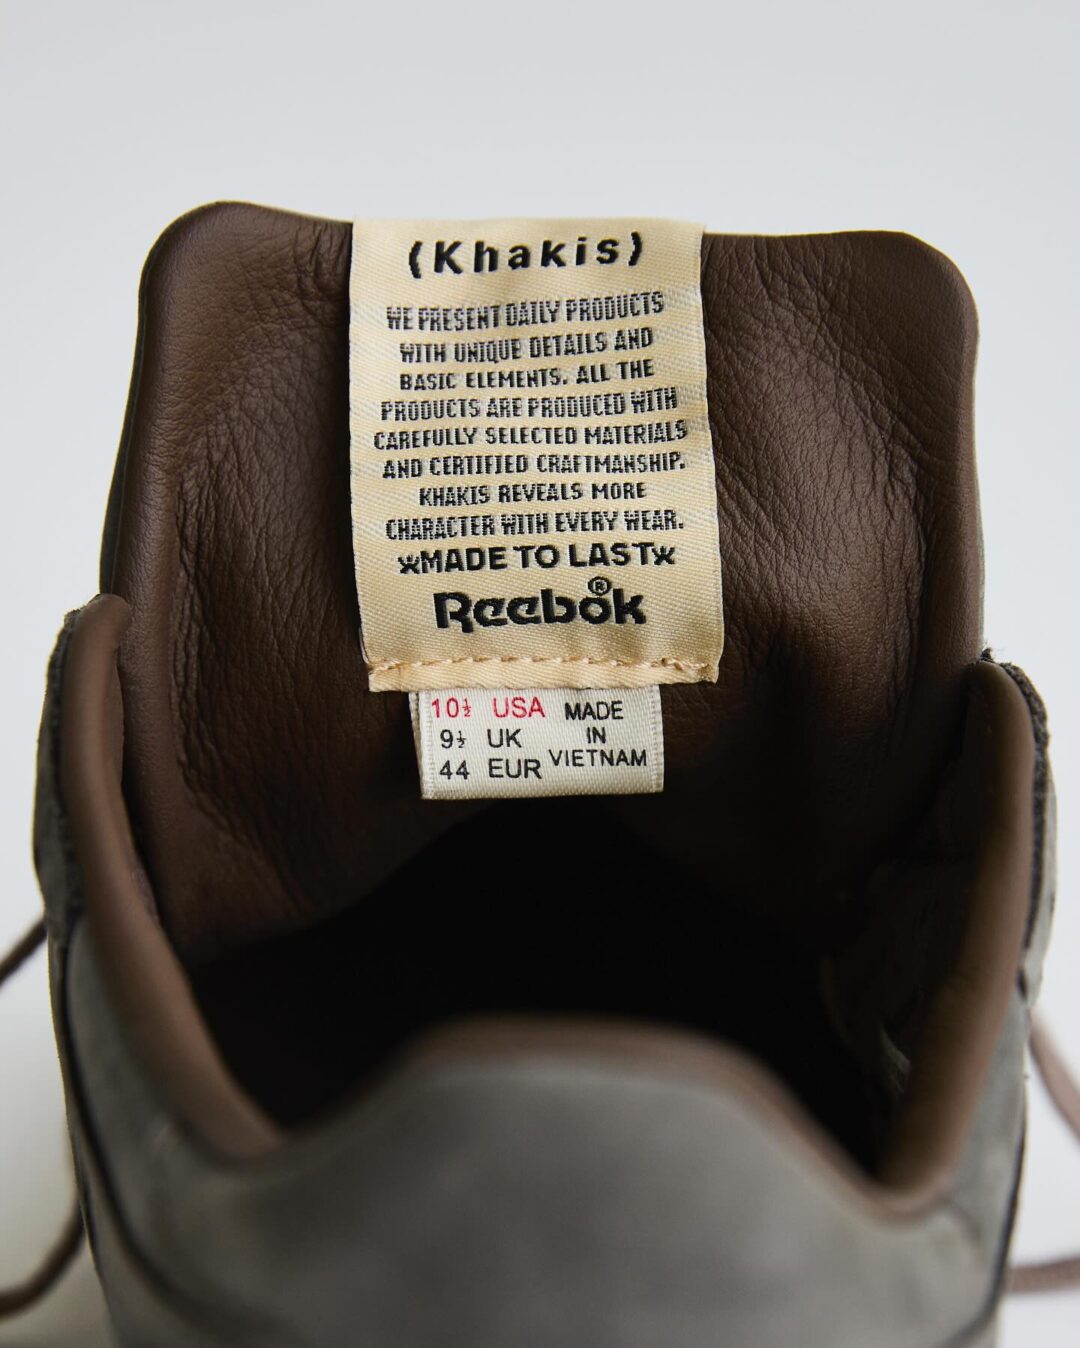 (Khakis)
WE PRESENT DAILY PRODUCTS
WITH UNIQUE DETAILS AND
BASIC ELEMENTS. ALL THE
PRODUCTS ARE PRODUCED WITH
CAREFULLY SELECTED MATERIALS
AND CERTIFIED CRAFTMANSHIP.
KHAKIS REVEALS MORE
CHARACTER WITH EVERY WEAR.
*MADE TO LAST*
Reebok®
10½ USA
9½ UK
44 EUR
MADE
IN
VIETNAM